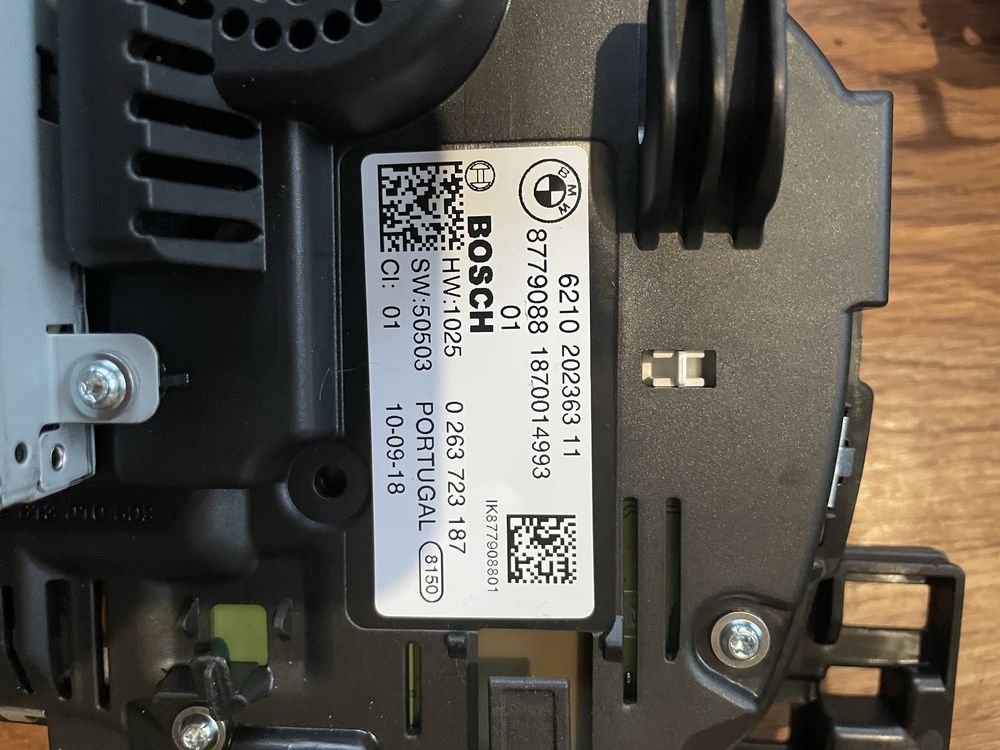 BMW
6210 202363 11
8779088 18Z0014993
01
BOSCH
HW:1025 0 263 723 187
SW:50503 PORTUGAL 8150
CI: 01 10-09-18
IK877908801